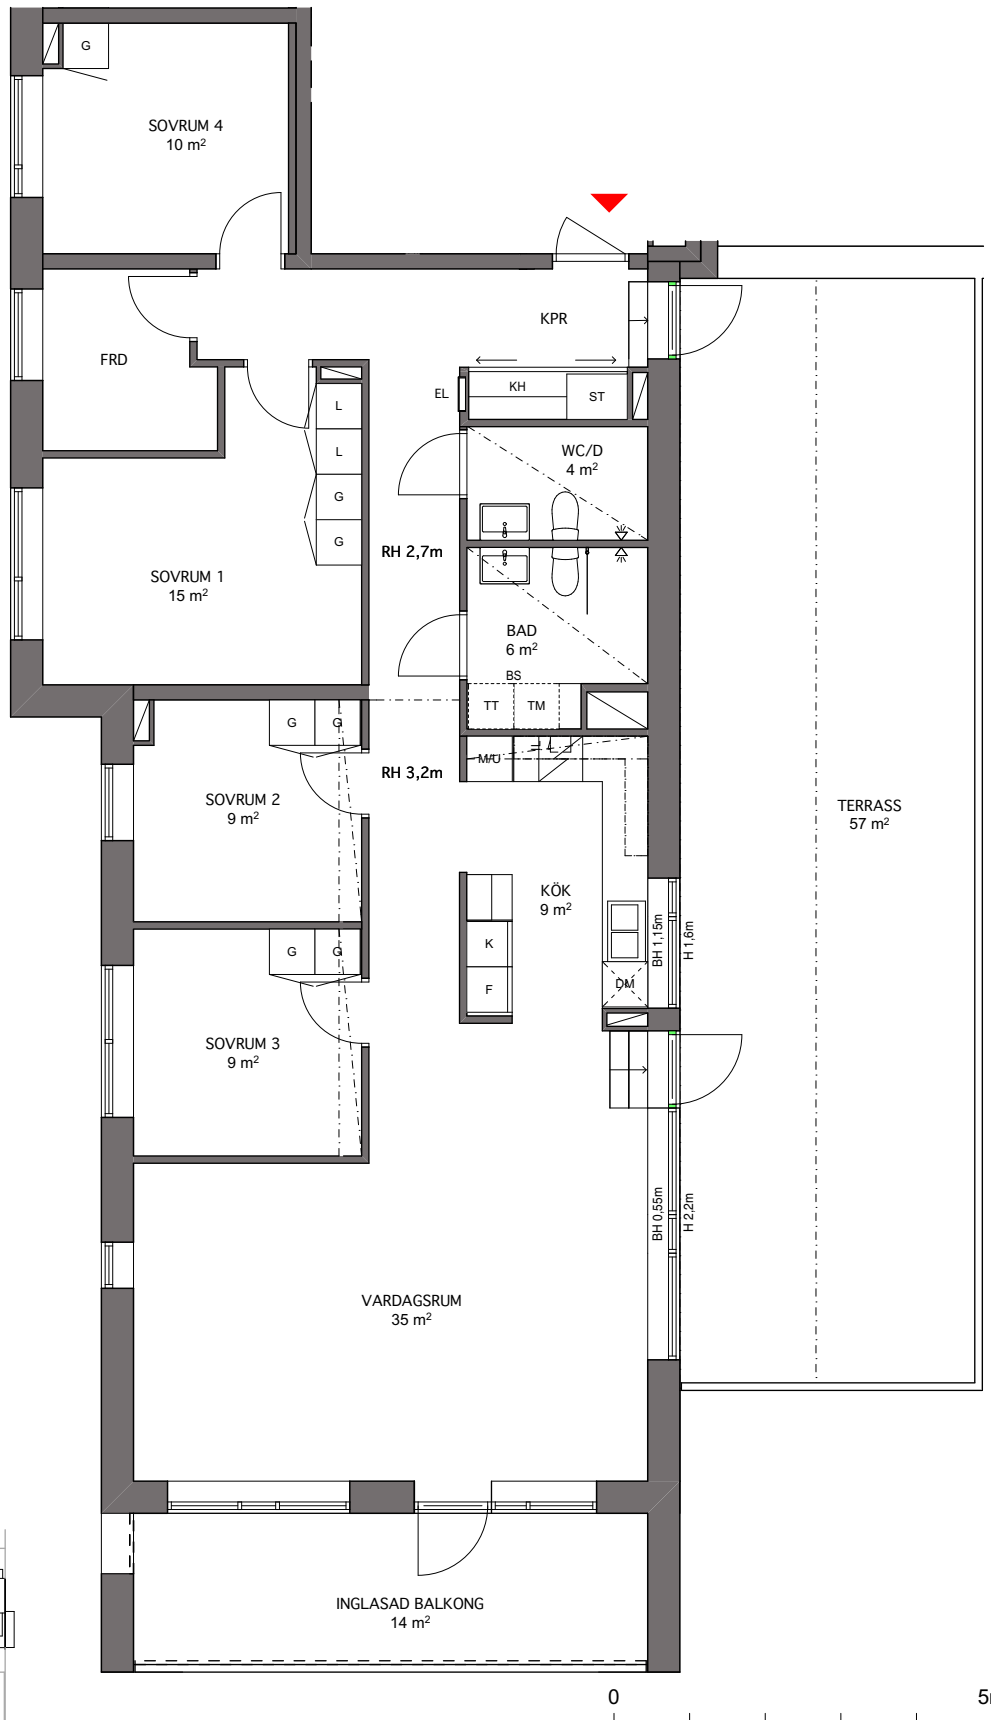 G
SOVRUM 4
10 m²
KPR
FRD
EL
KH
ST
L
L
G
G
WC/D
4 m²
RH 2,7m
SOVRUM 1
15 m²
BAD
6 m²
BS
TT
TM
G
G
M/U
RH 3,2m
SOVRUM 2
9 m²
TERRASS
57 m²
KÖK
9 m²
BH 1,15m
H 1,6m
K
F
DM
G
G
SOVRUM 3
9 m²
BH 0,55m
H 2,2m
VARDAGSRUM
35 m²
INGLASAD BALKONG
14 m²
0